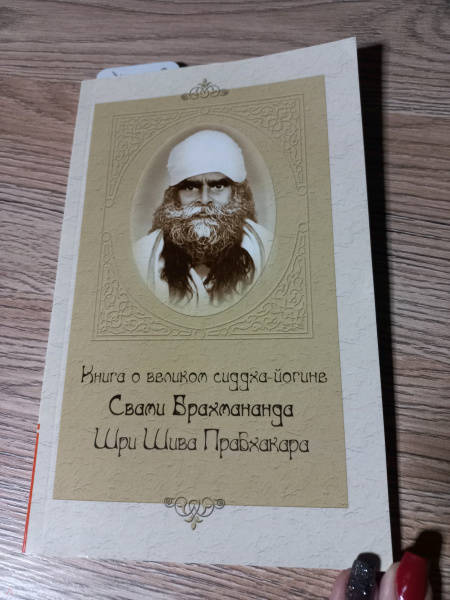 Книга о великом сиддха-йогине
Свами Брахмананда
Шри Шива Прабхакара